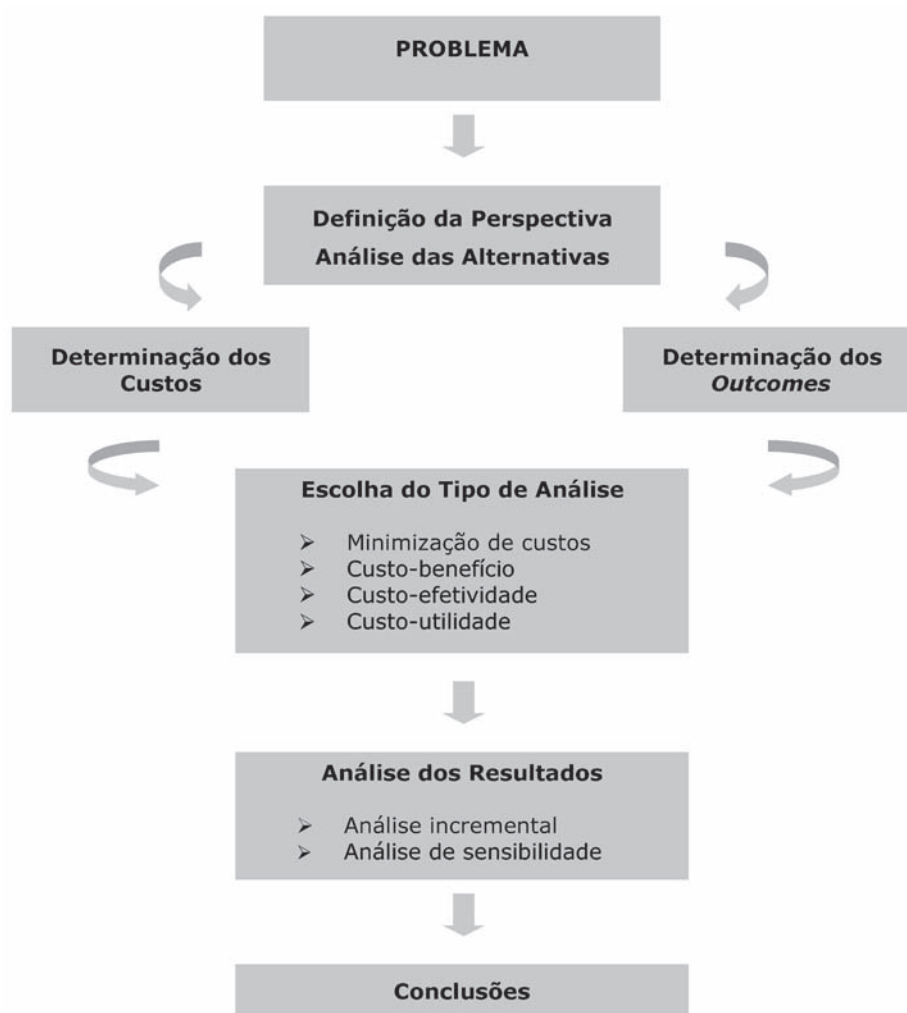 PROBLEMA
Definição da Perspectiva
Análise das Alternativas
Determinação dos
Custos
Determinação dos
Outcomes
Escolha do Tipo de Análise
➢ Minimização de custos
➢ Custo-benefício
➢ Custo-efetividade
➢ Custo-utilidade
Análise dos Resultados
➢ Análise incremental
➢ Análise de sensibilidade
Conclusões